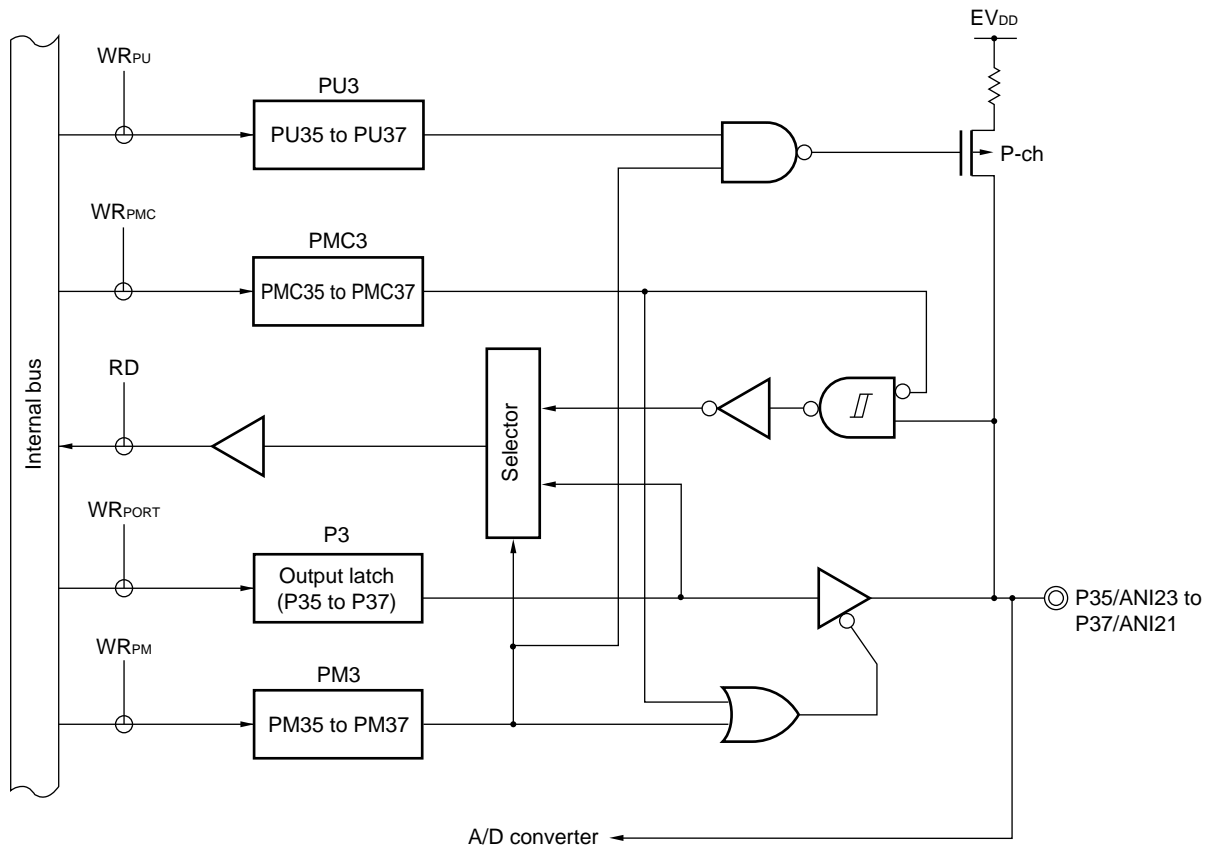 EVDD
WRPU
PU3
PU35 to PU37
P-ch
WRPMC
PMC3
PMC35 to PMC37
RD
Internal bus
Selector
WRPORT
P3
Output latch
(P35 to P37)
P35/ANI23 to
P37/ANI21
WRPM
PM3
PM35 to PM37
A/D converter